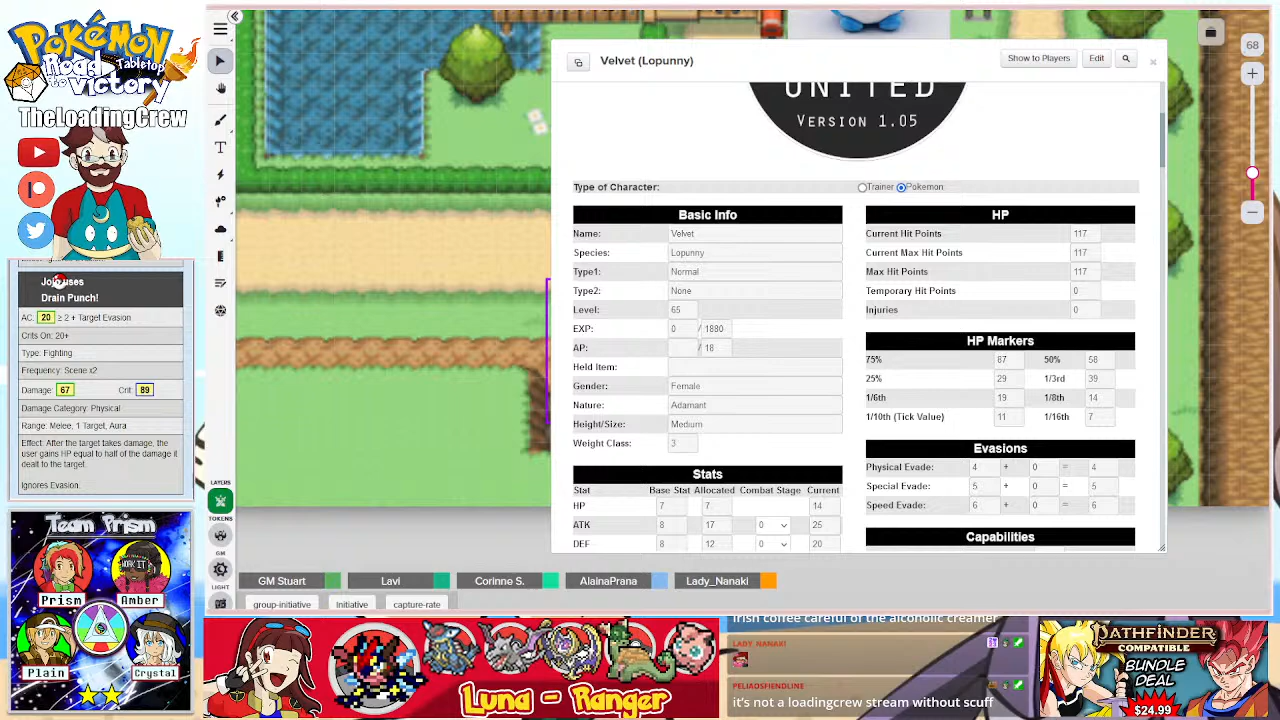 POKéMON
Tabletop
Road to
Victory
TheLoadingCrew
Drain Punch!
AC: 20 ≥ 2 + Target Evasion
Crits On: 20+
Type: Fighting
Frequency: Scene x2
Damage: 67 Crit: 89
Damage Category: Physical
Range: Melee, 1 Target, Aura
Effect: After the target takes damage, the
user gains HP equal to half of the damage it
dealt to the target.
Ignores Evasion.
Team Prism
Prism
Amber
Plain
Crystal
LAYERS
TOKENS
GM
LIGHT
68
Velvet (Lopunny)
Show to Players
Edit
UNITED
VERSION 1.05
Type of Character:
Trainer
Pokemon
Basic Info
Name: Velvet
Species: Lopunny
Type1: Normal
Type2: None
Level: 65
EXP: 0 / 1880
AP: / 18
Held Item:
Gender: Female
Nature: Adamant
Height/Size: Medium
Weight Class: 3
Stats
Stat Base Stat Allocated Combat Stage Current
HP 7 7 14
ATK 8 17 0 25
DEF 8 12 0 20
HP
Current Hit Points 117
Current Max Hit Points 117
Max Hit Points 117
Temporary Hit Points 0
Injuries 0
HP Markers
75% 87 50% 58
25% 29 1/3rd 39
1/6th 19 1/8th 14
1/10th (Tick Value) 11 1/16th 7
Evasions
Physical Evade: 4 + 0 = 4
Special Evade: 5 + 0 = 5
Speed Evade: 6 + 0 = 6
Capabilities
GM Stuart
Lavi
Corinne S.
AlainaPrana
Lady_Nanaki
group-initiative
Initiative
capture-rate
Luna - Ranger
irish coffee careful of the alcoholic creamer
LADY NANAKI
PELIADSFIENDLINE
it's not a loadingcrew stream without scuff
PATHFINDER
COMPATIBLE
BUNDLE
DEAL
$24.99